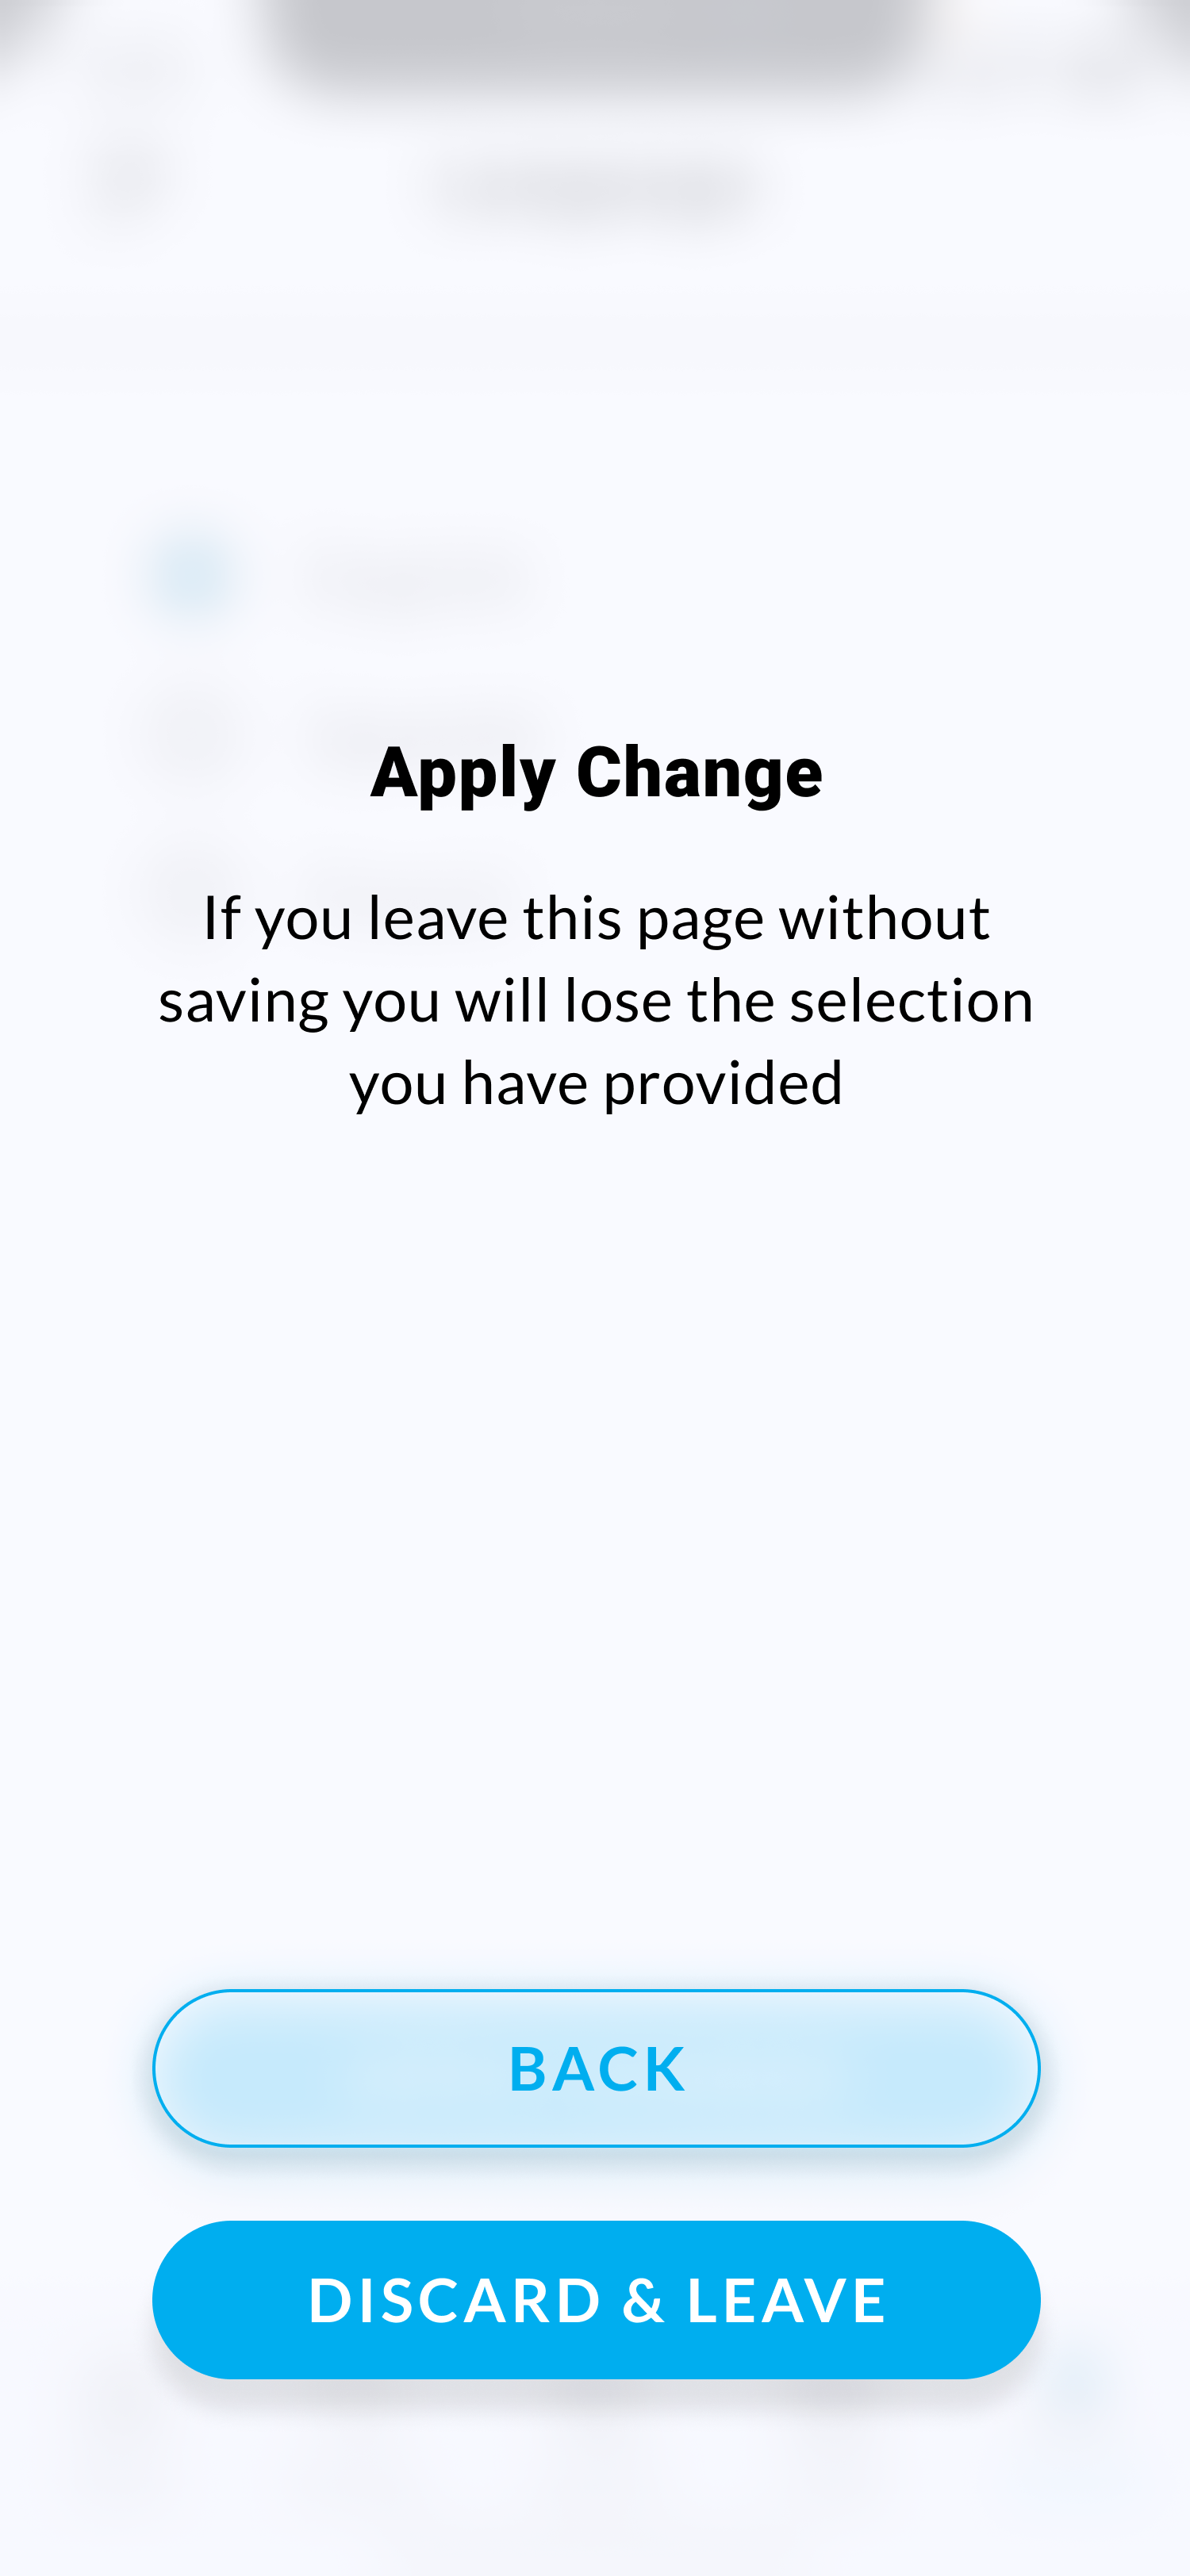 Apply Change
If you leave this page without
saving you will lose the selection
you have provided
BACK
DISCARD & LEAVE